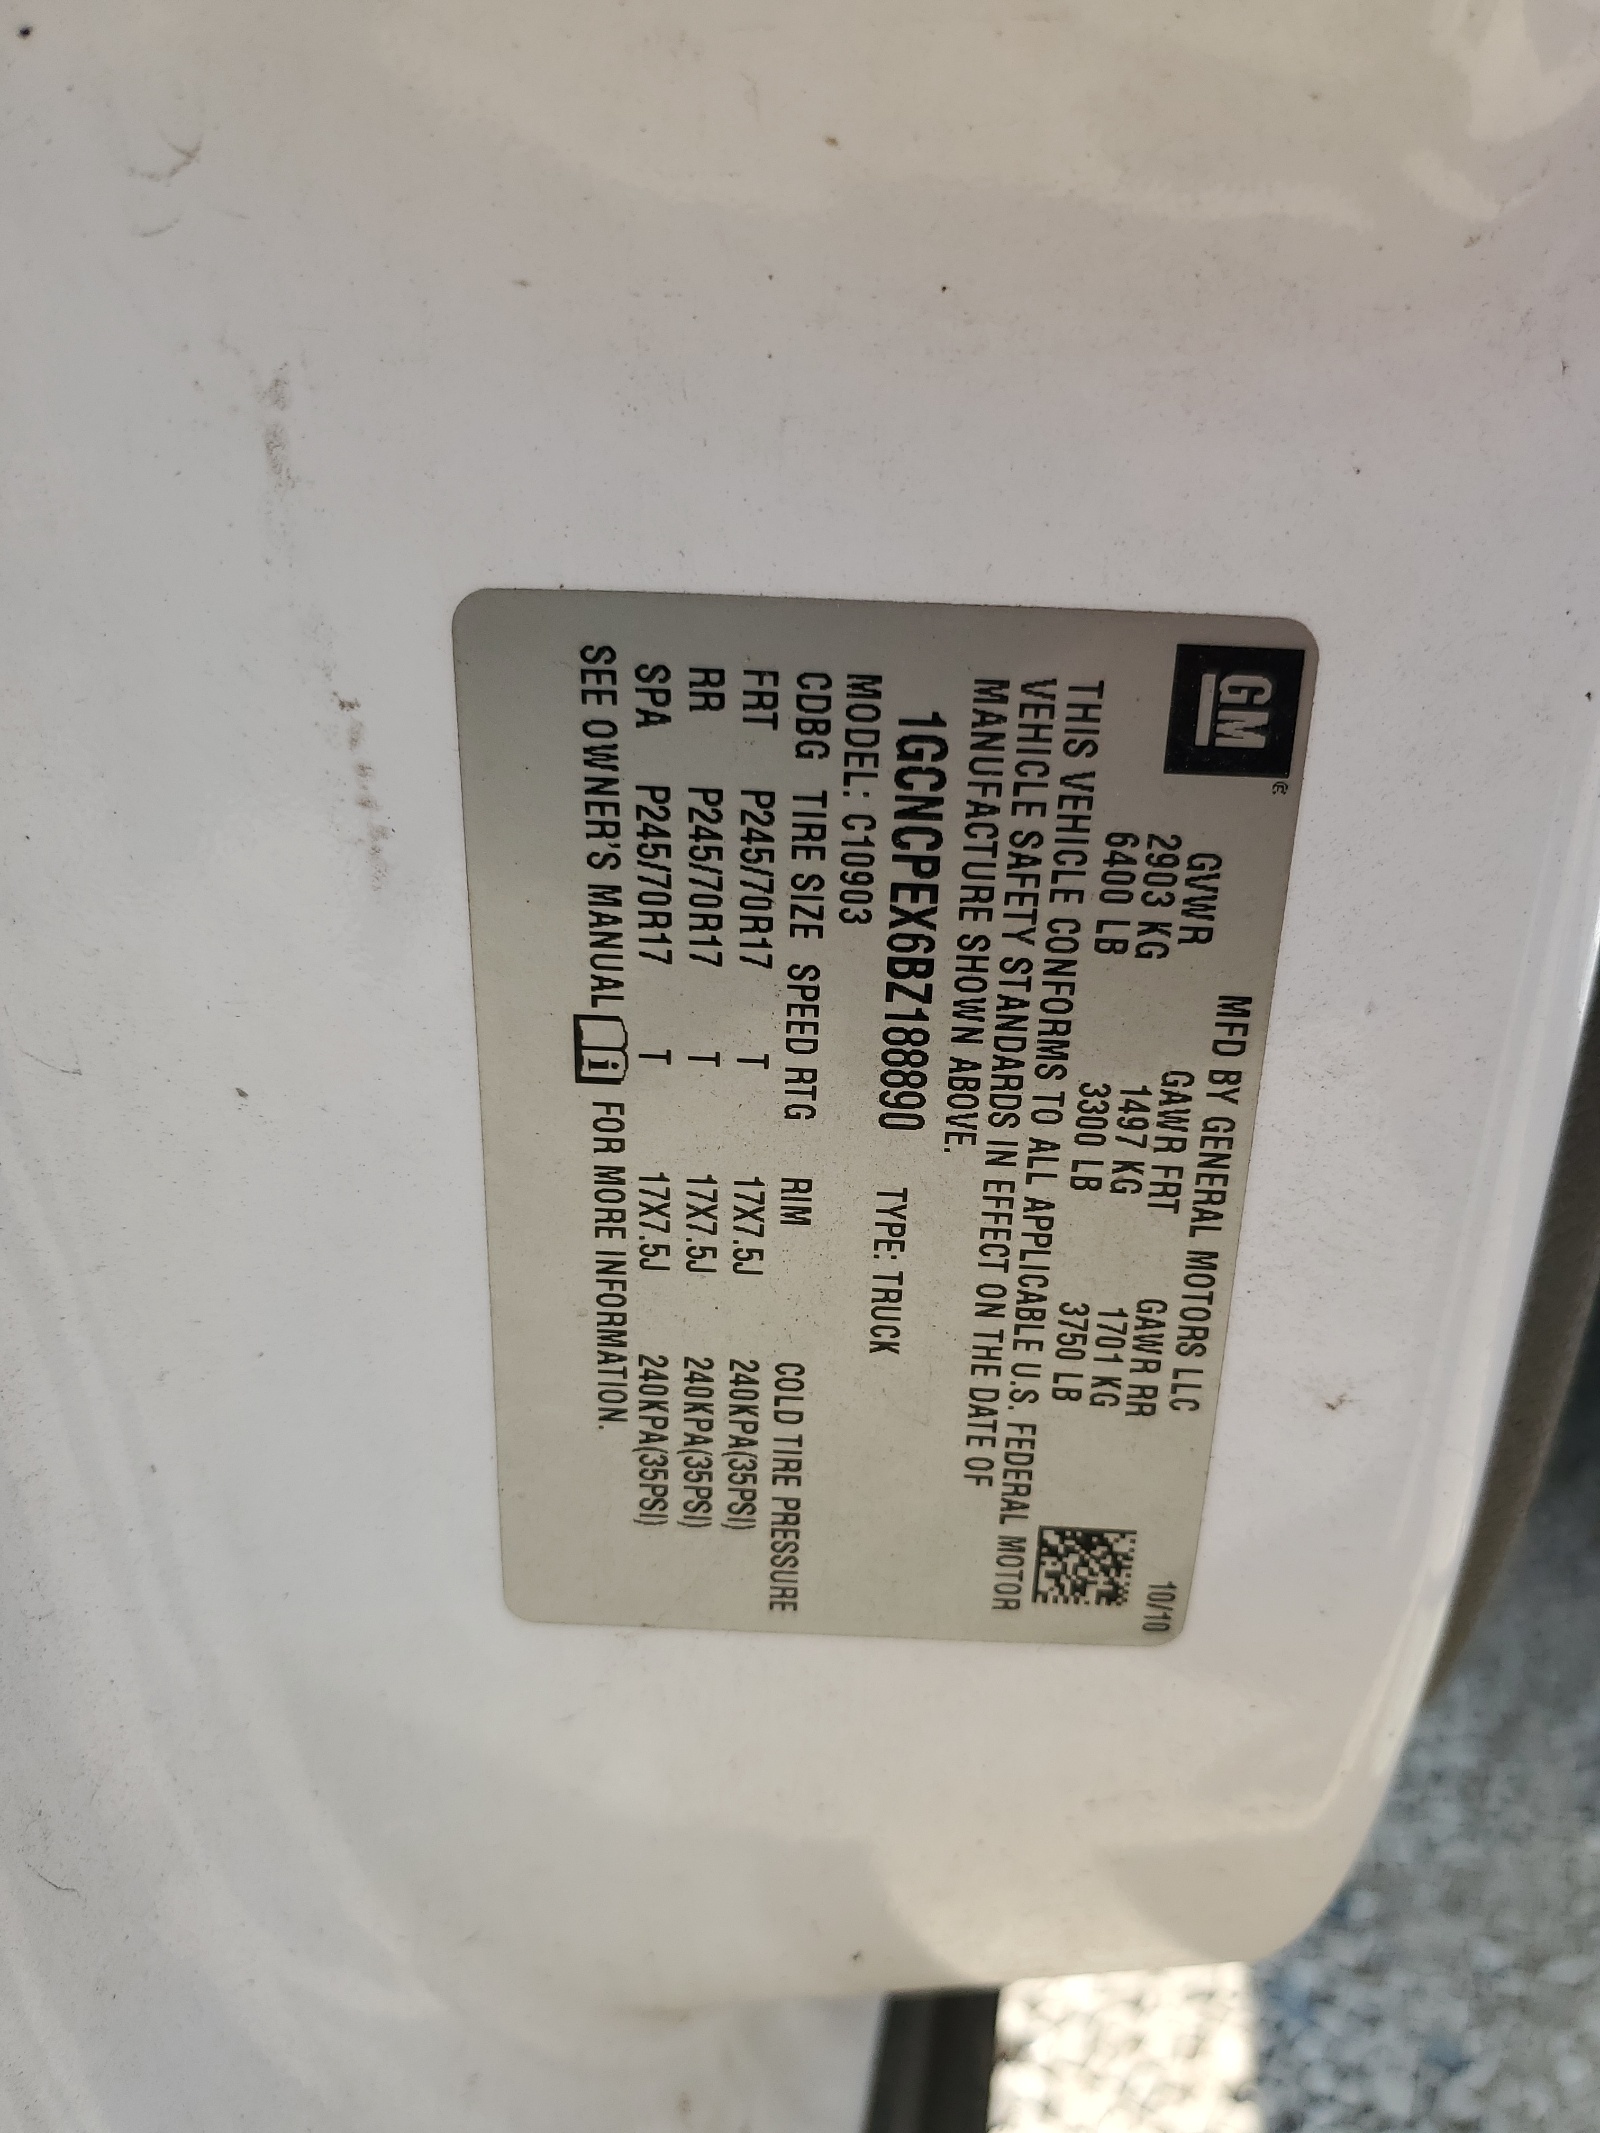 GM
MFD BY GENERAL MOTORS LLC 10/10
GVWR GAWR FRT GAWR RR
2903 KG 1497 KG 1701 KG
6400 LB 3300 LB 3750 LB
THIS VEHICLE CONFORMS TO ALL APPLICABLE U.S. FEDERAL MOTOR
VEHICLE SAFETY STANDARDS IN EFFECT ON THE DATE OF
MANUFACTURE SHOWN ABOVE.
1GCNCPEX6BZ188890 TYPE: TRUCK
MODEL: C10903
CDBG TIRE SIZE SPEED RTG RIM COLD TIRE PRESSURE
FRT P245/70R17 T 17X7.5J 240KPA(35PSI)
RR P245/70R17 T 17X7.5J 240KPA(35PSI)
SPA P245/70R17 T 17X7.5J 240KPA(35PSI)
SEE OWNER'S MANUAL i FOR MORE INFORMATION.